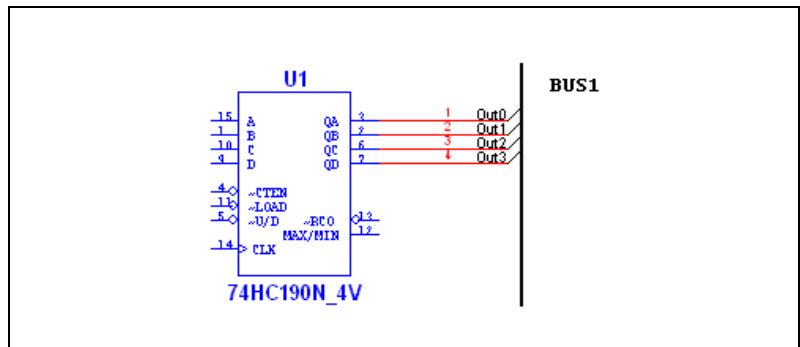 U1
BUS1
15 A QA 3 1 Out0
1 B QB 2 2 Out1
10 C QC 6 3 Out2
9 D QD 7 4 Out3
4 ~CTEN
11 ~LOAD
5 ~U/D ~RCO 13
MAX/MIN 12
14 CLK
74HC190N_4V